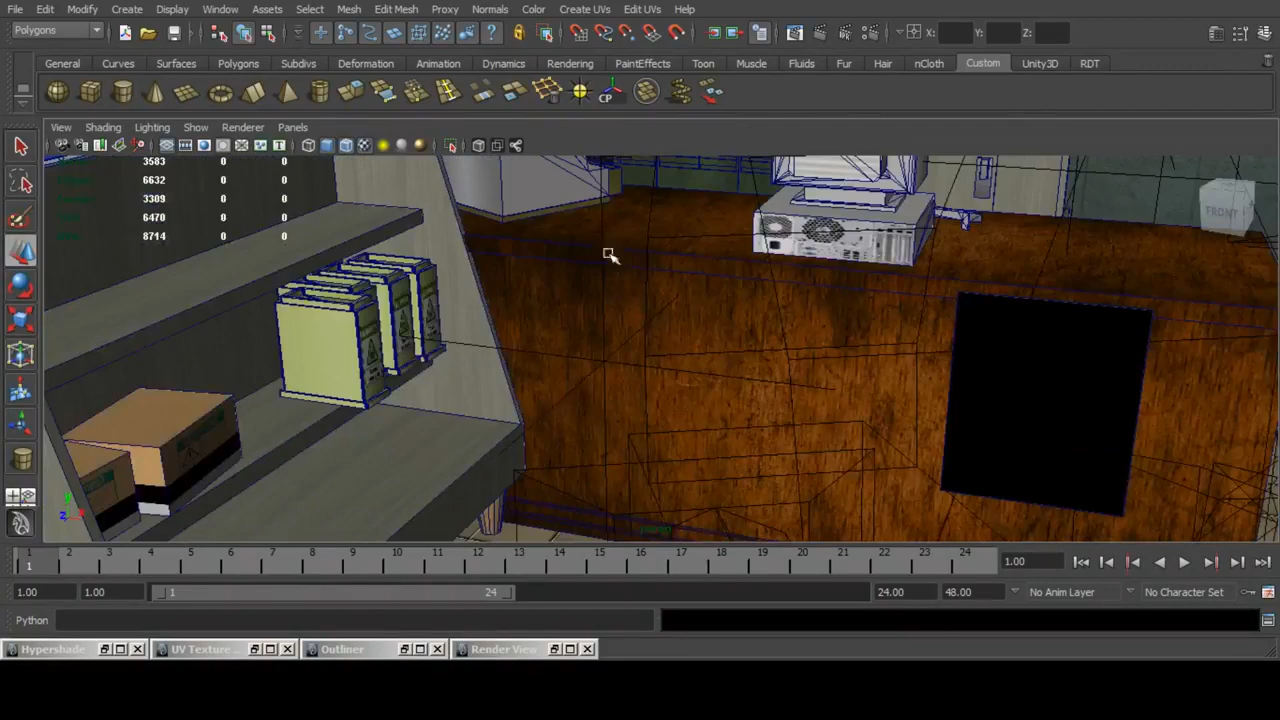 File Edit Modify Create Display Window Assets Select Mesh Edit Mesh Proxy Normals Color Create UVs Edit UVs Help
Polygons X: Y: Z:
General Curves Surfaces Polygons Subdivs Deformation Animation Dynamics Rendering PaintEffects Toon Muscle Fluids Fur Hair nCloth Custom Unity3D RDT
CP
View Shading Lighting Show Renderer Panels
3583 0 0
6632 0 0
3309 0 0
6470 0 0
8714 0 0
FRONT
y
z
persp
1 2 3 4 5 6 7 8 9 10 11 12 13 14 15 16 17 18 19 20 21 22 23 24
1 1.00
1.00 1.00 1 24 24.00 48.00 No Anim Layer No Character Set
Python
Hypershade UV Texture ... Outliner Render View